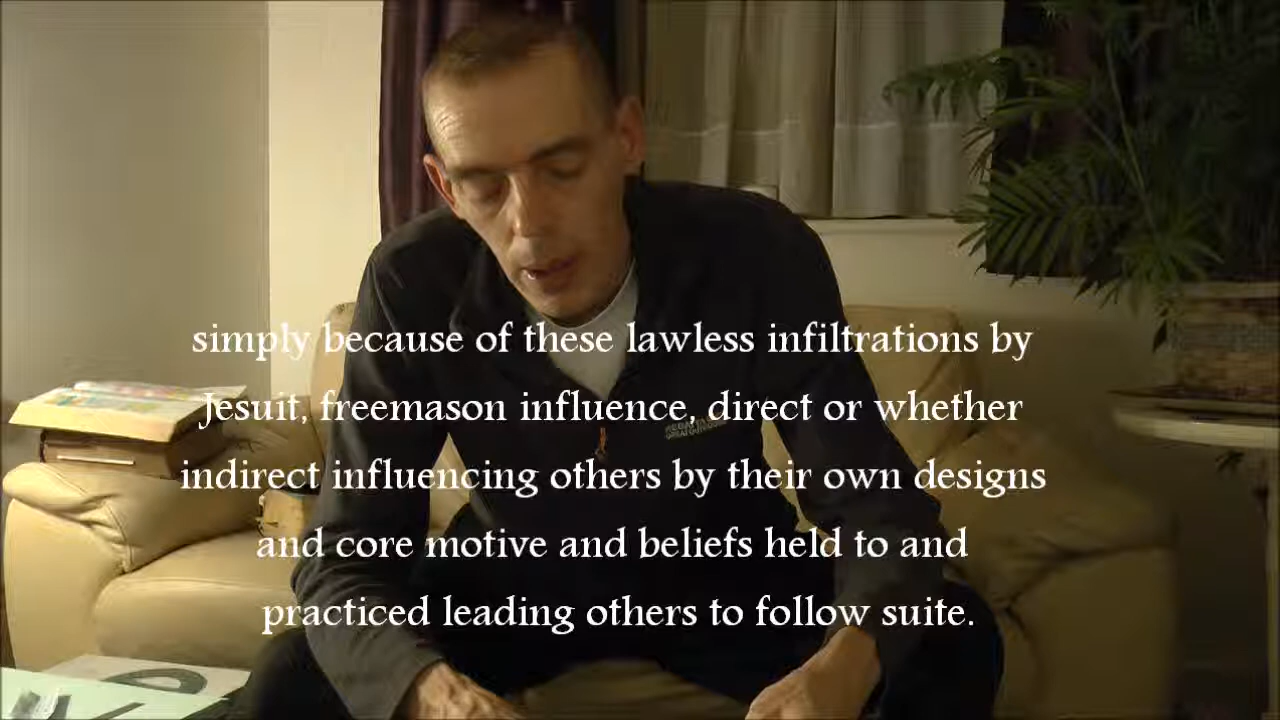 simply because of these lawless infiltrations by
Jesuit, freemason influence, direct or whether
indirect influencing others by their own designs
and core motive and beliefs held to and
practiced leading others to follow suite.